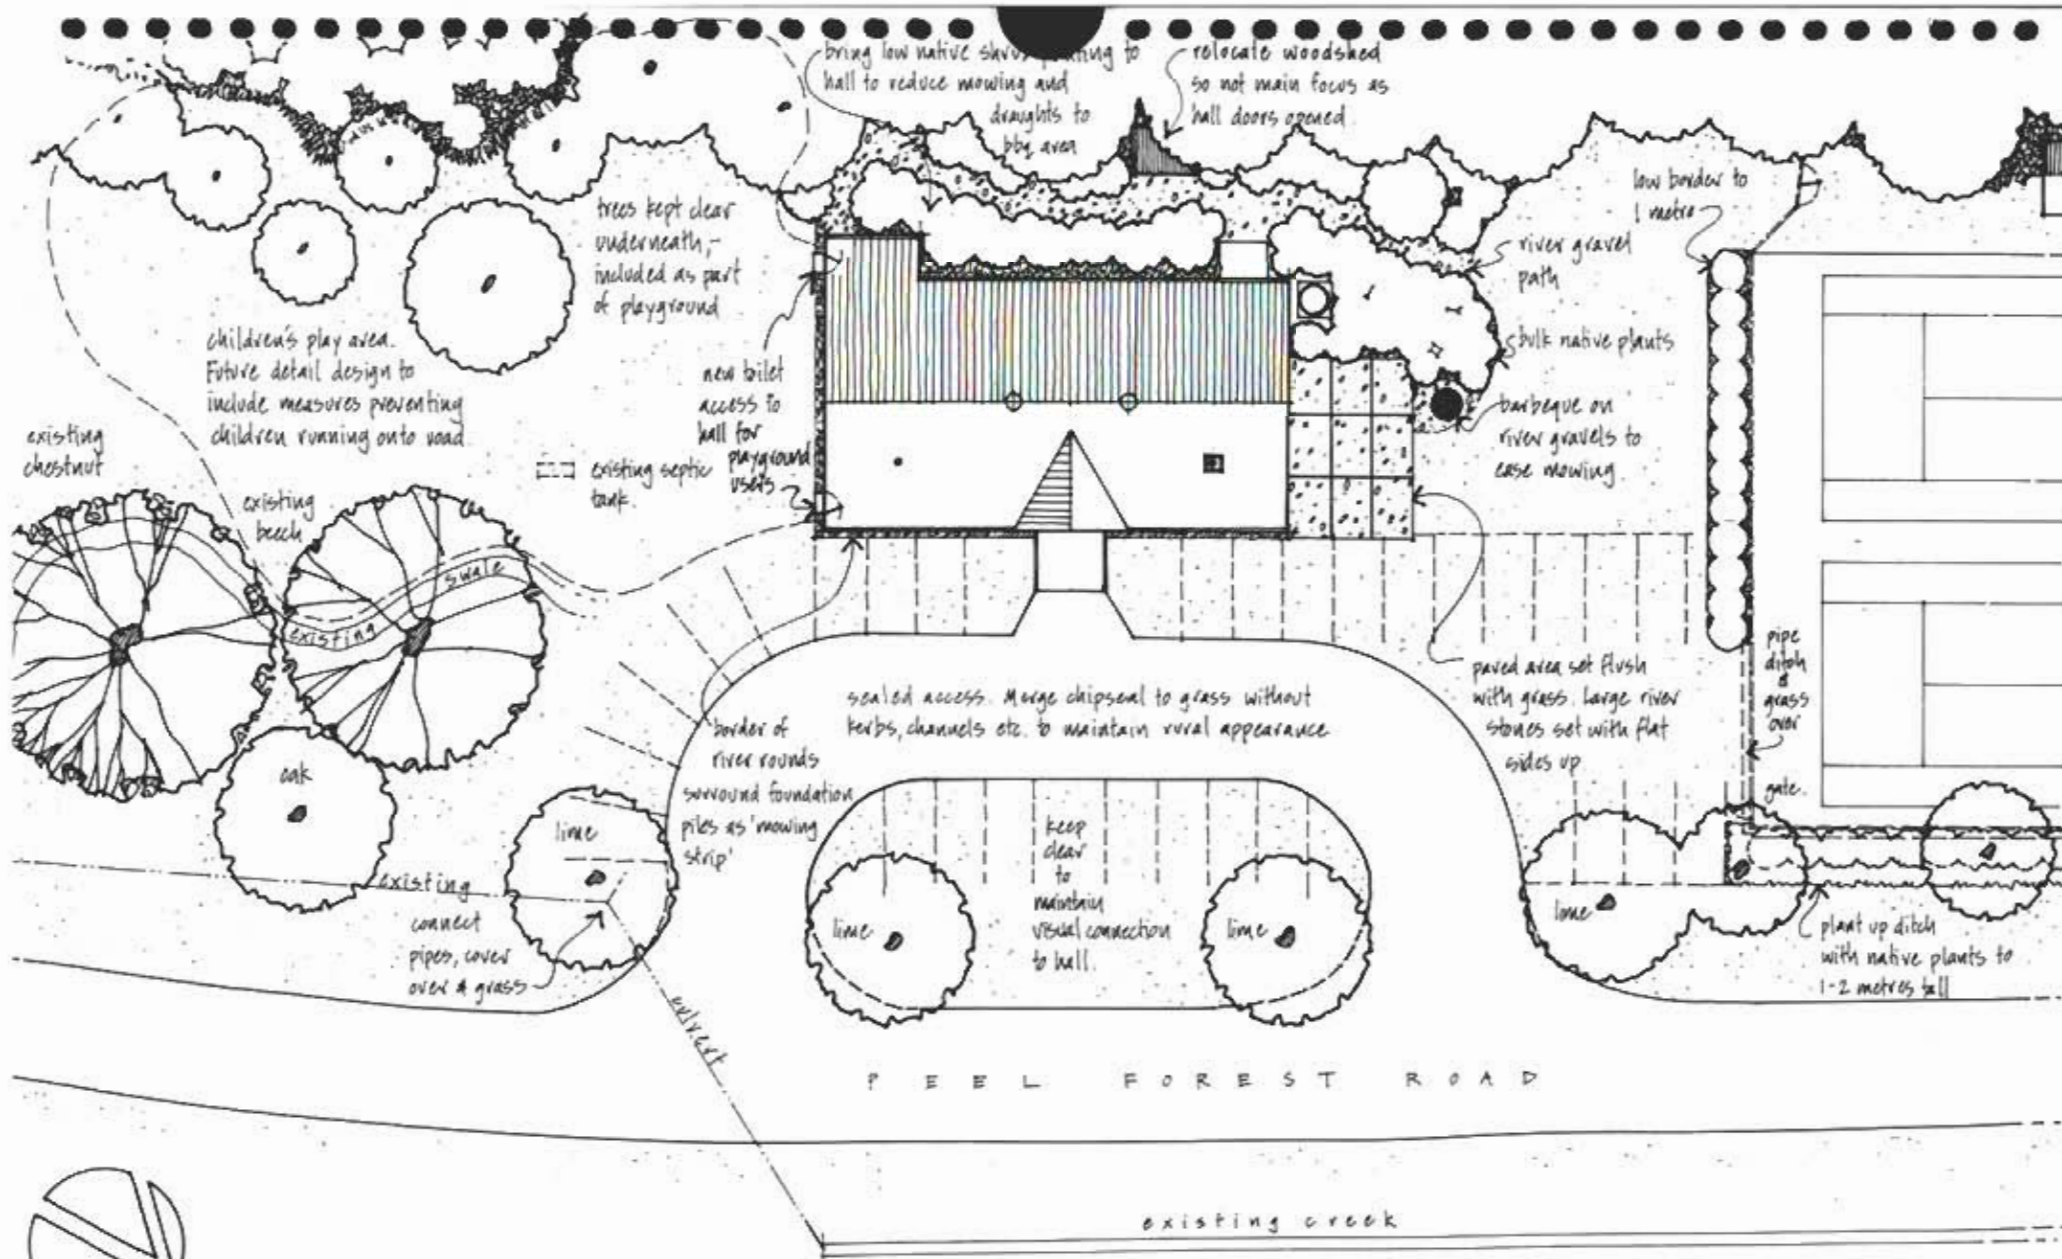 bring low native shrub planting to
hall to reduce mowing and
draughts to
bbq area
relocate woodshed
so not main focus as
hall doors opened.
low border to
1 metre
trees kept clear
underneath,-
included as part
of playground
river gravel
path
children's play area.
Future detail design to
include measures preventing
children running onto road.
bulk native plants
new toilet
access to
hall for
playground
users
barbeque on
river gravels to
ease mowing.
existing
chestnut
existing
beech
existing septic
tank.
swale
existing
pipe
ditch
&
grass
over
gate.
paved area set flush
with grass. Large river
stones set with flat
sides up
sealed access. Merge chipseal to grass without
kerbs, channels etc. to maintain rural appearance
border of
river rounds
surround foundation
piles as 'mowing
strip'
oak
lime
keep
clear
to
maintain
visual connection
to hall.
lime
lime
lime
existing
connect
pipes, cover
over & grass
plant up ditch
with native plants to
1-2 metres tall
culvert
PEEL FOREST ROAD
existing creek